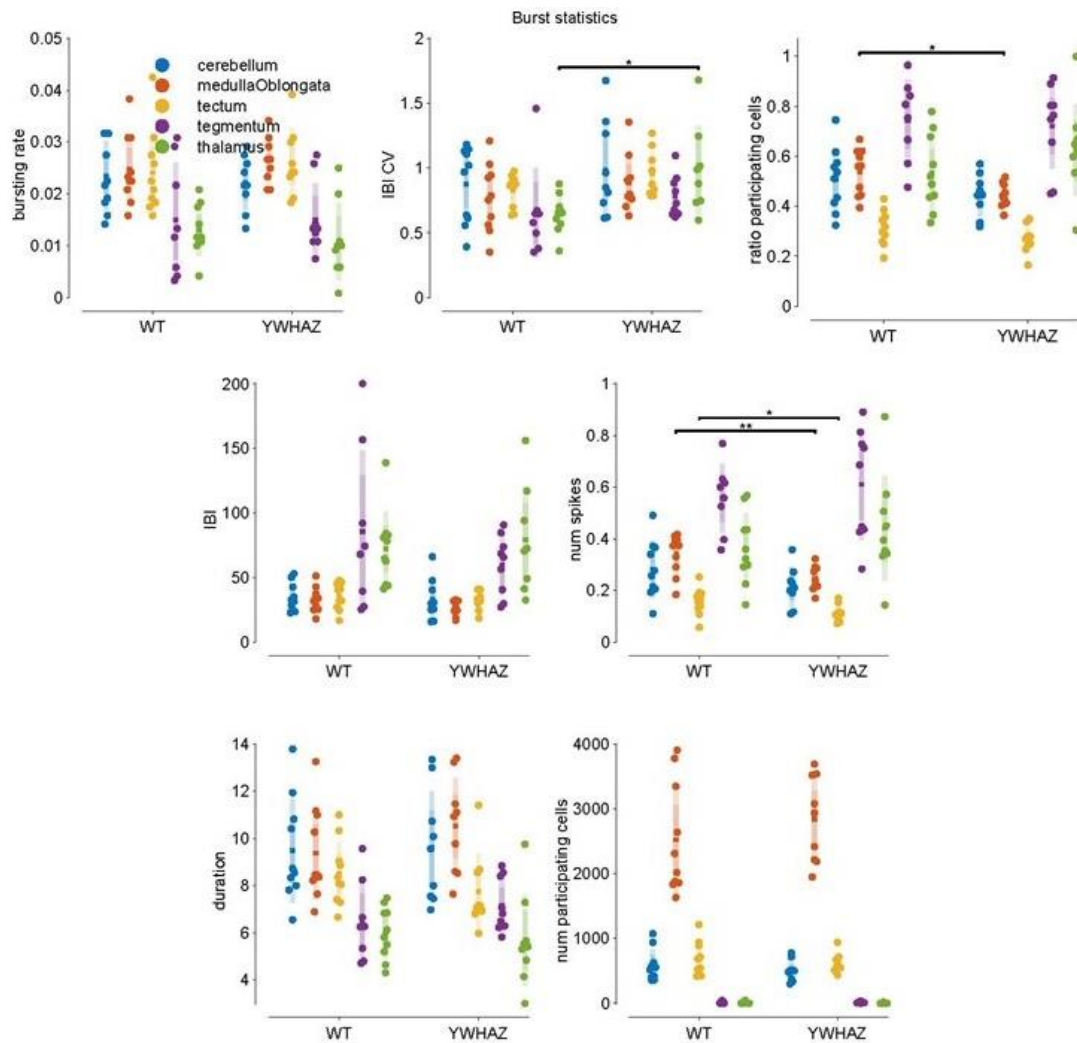 Burst statistics
0.05
0.04
0.03
0.02
0.01
0
bursting rate
cerebellum
medullaOblongata
tectum
tegmentum
thalamus
WT
YWHAZ
2
1.5
1
0.5
0
IBI CV
*
WT
YWHAZ
1
0.8
0.6
0.4
0.2
0
ratio participating cells
*
WT
YWHAZ
200
150
100
50
0
IBI
WT
YWHAZ
1
0.8
0.6
0.4
0.2
0
num spikes
*
**
WT
YWHAZ
14
12
10
8
6
4
duration
WT
YWHAZ
4000
3000
2000
1000
0
num participating cells
WT
YWHAZ